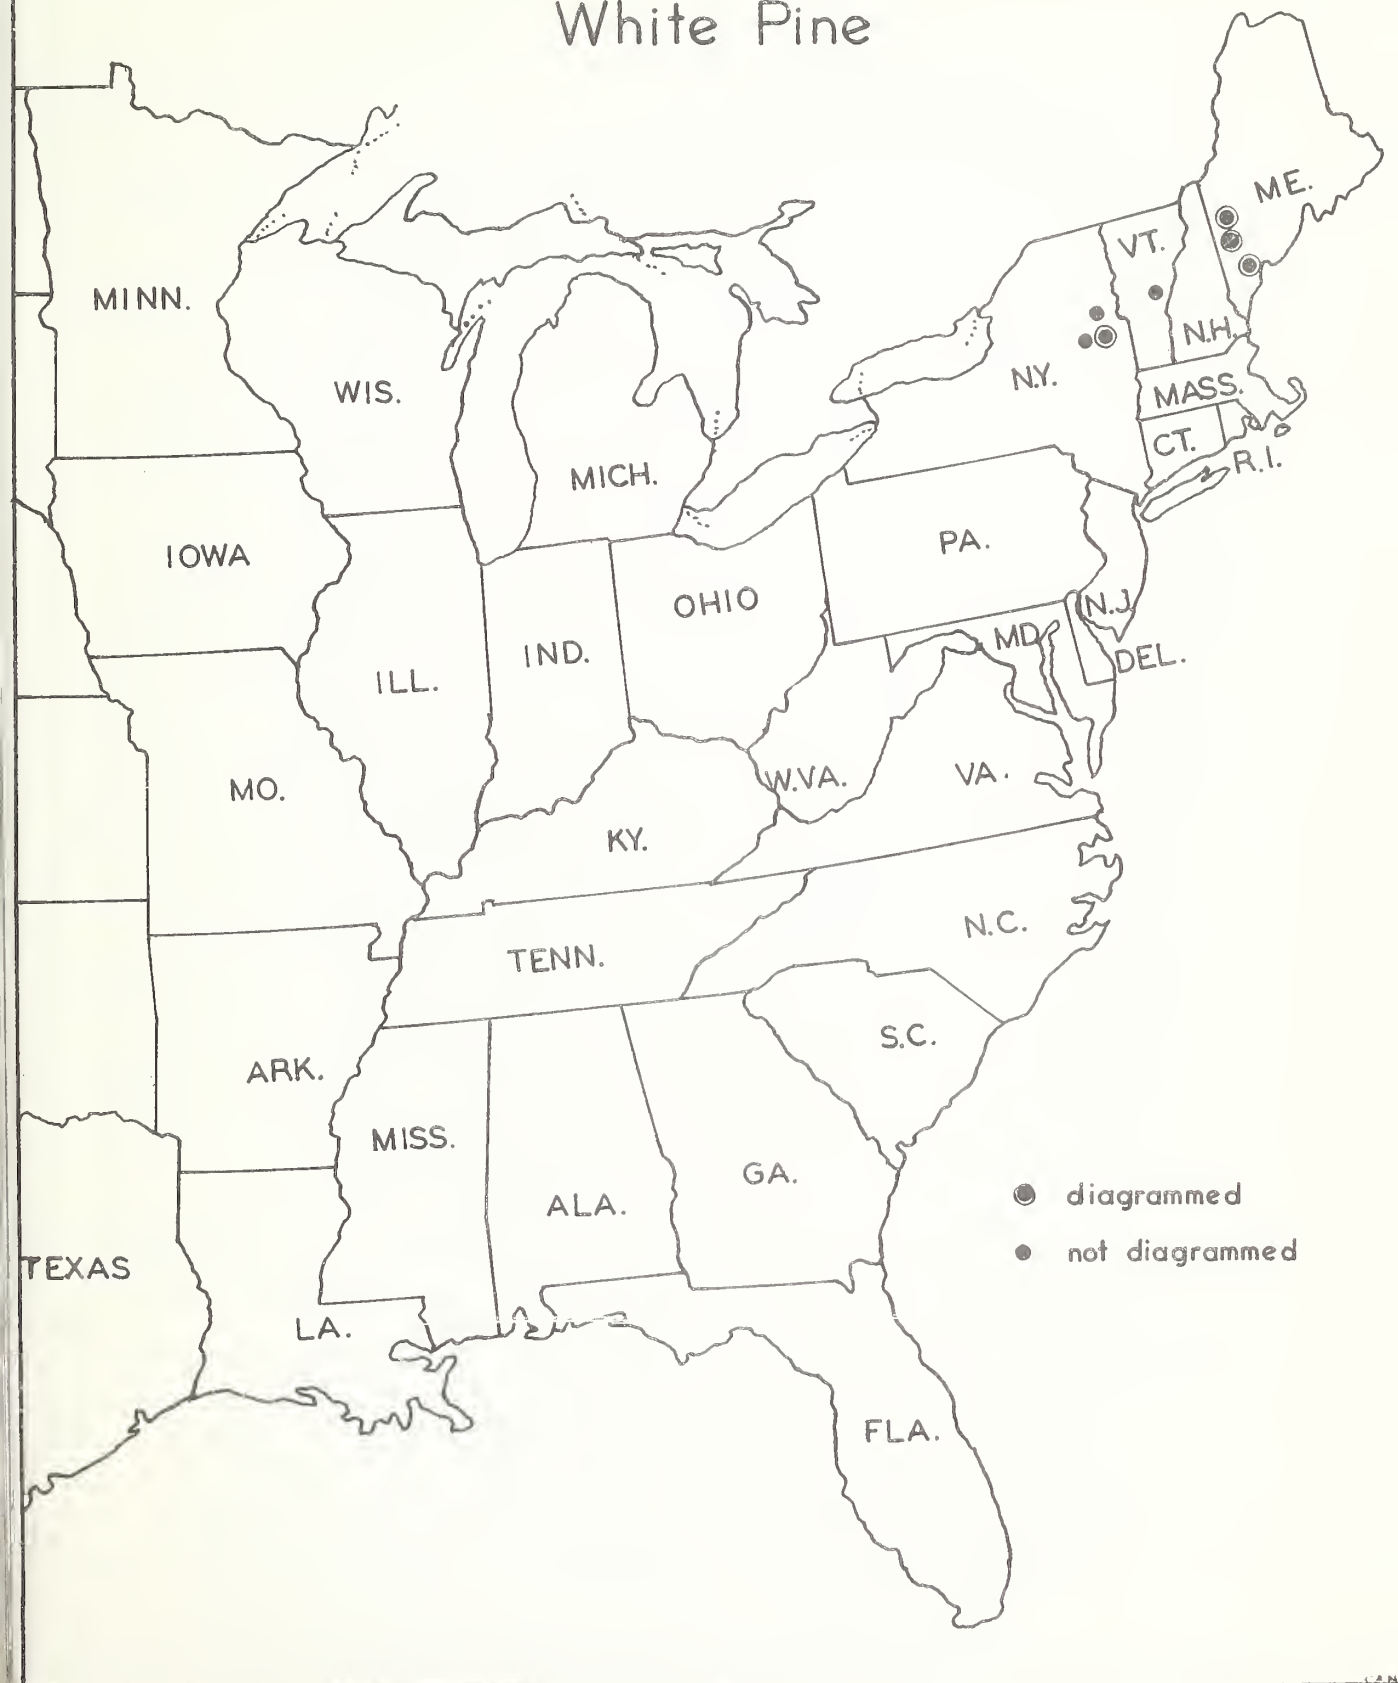 White Pine
ME.
VT.
MINN.
N.H.
WIS.
N.Y.
MASS.
CT.
R.I.
MICH.
PA.
IOWA
OHIO
N.J.
MD.
DEL.
IND.
ILL.
W.VA.
VA.
MO.
KY.
N.C.
TENN.
S.C.
ARK.
MISS.
GA.
ALA.
diagrammed
not diagrammed
TEXAS
LA.
FLA.